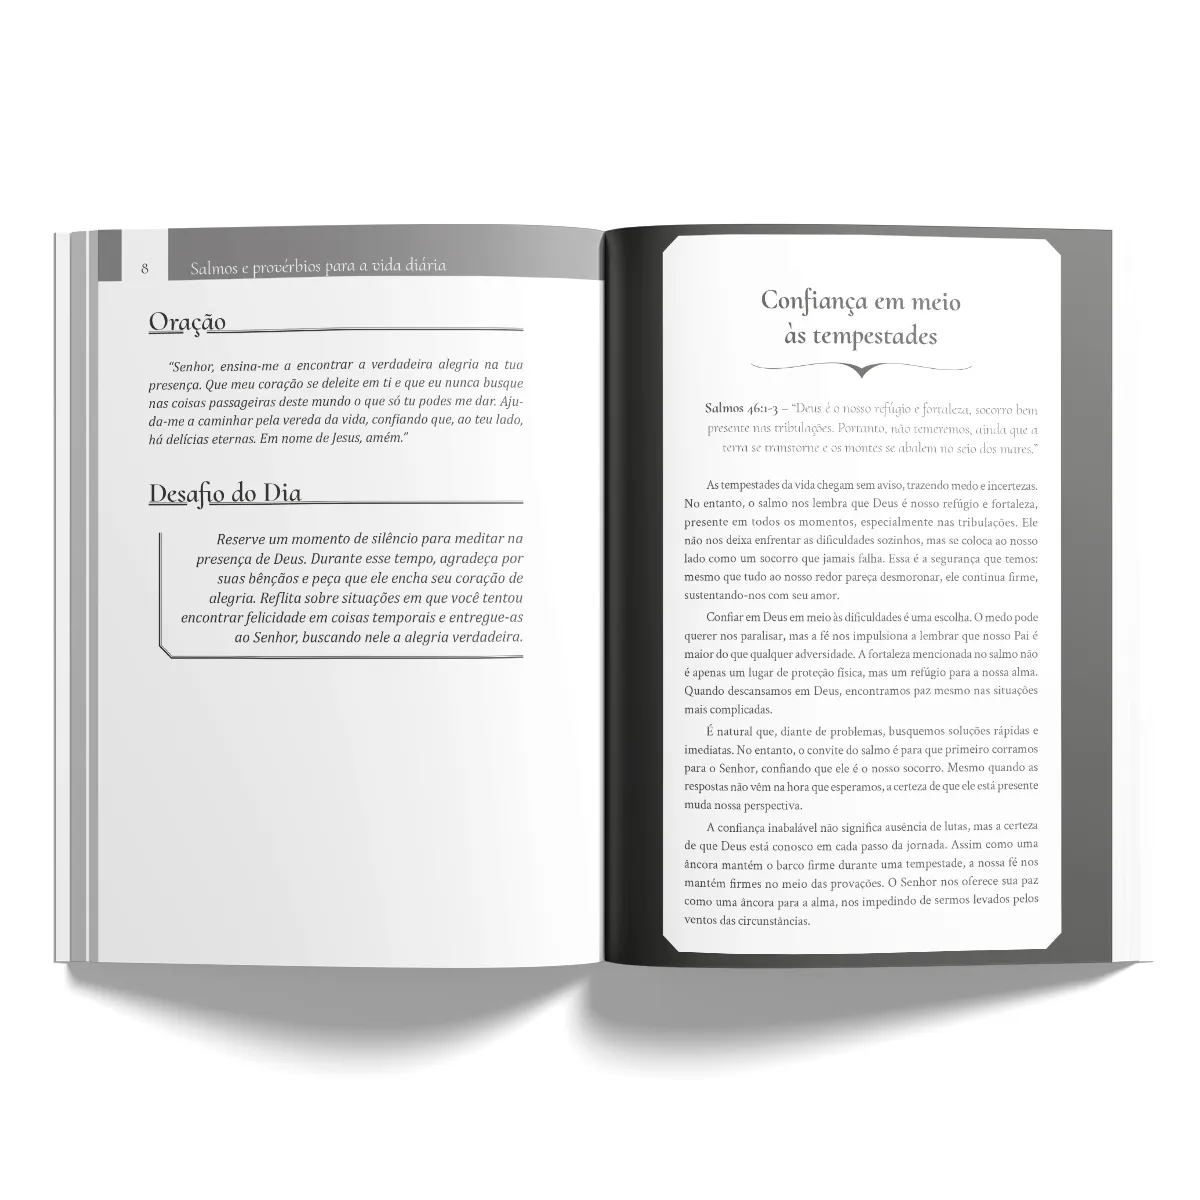 8
Salmos e provérbios para a vida diária
Oração
“Senhor, ensina-me a encontrar a verdadeira alegria na tua
presença. Que meu coração se deleite em ti e que eu nunca busque
nas coisas passageiras deste mundo o que só tu podes me dar. Aju-
da-me a caminhar pela vereda da vida, confiando que, ao teu lado,
há delícias eternas. Em nome de Jesus, amém.”
Desafio do Dia
Reserve um momento de silêncio para meditar na
presença de Deus. Durante esse tempo, agradeça por
suas bênçãos e peça que ele encha seu coração de
alegria. Reflita sobre situações em que você tentou
encontrar felicidade em coisas temporais e entregue-as
ao Senhor, buscando nele a alegria verdadeira.
Confiança em meio
às tempestades
Salmos 46:1-3 – “Deus é o nosso refúgio e fortaleza, socorro bem
presente nas tribulações. Portanto, não temeremos, ainda que a
terra se transtorne e os montes se abalem no seio dos mares.”
As tempestades da vida chegam sem aviso, trazendo medo e incertezas.
No entanto, o salmo nos lembra que Deus é nosso refúgio e fortaleza,
presente em todos os momentos, especialmente nas tribulações. Ele
não nos deixa enfrentar as dificuldades sozinhos, mas se coloca ao nosso
lado como um socorro que jamais falha. Essa é a segurança que temos:
mesmo que tudo ao nosso redor pareça desmoronar, ele continua firme,
sustentando-nos com seu amor.
Confiar em Deus em meio às dificuldades é uma escolha. O medo pode
querer nos paralisar, mas a fé nos impulsiona a lembrar que nosso Pai é
maior do que qualquer adversidade. A fortaleza mencionada no salmo não
é apenas um lugar de proteção física, mas um refúgio para a nossa alma.
Quando descansamos em Deus, encontramos paz mesmo nas situações
mais complicadas.
É natural que, diante de problemas, busquemos soluções rápidas e
imediatas. No entanto, o convite do salmo é para que primeiro corramos
para o Senhor, confiando que ele é o nosso socorro. Mesmo quando as
respostas não vêm na hora que esperamos, a certeza de que ele está presente
muda nossa perspectiva.
A confiança inabalável não significa ausência de lutas, mas a certeza
de que Deus está conosco em cada passo da jornada. Assim como uma
âncora mantém o barco firme durante uma tempestade, a nossa fé nos
mantém firmes no meio das provações. O Senhor nos oferece sua paz
como uma âncora para a alma, nos impedindo de sermos levados pelos
ventos das circunstâncias.